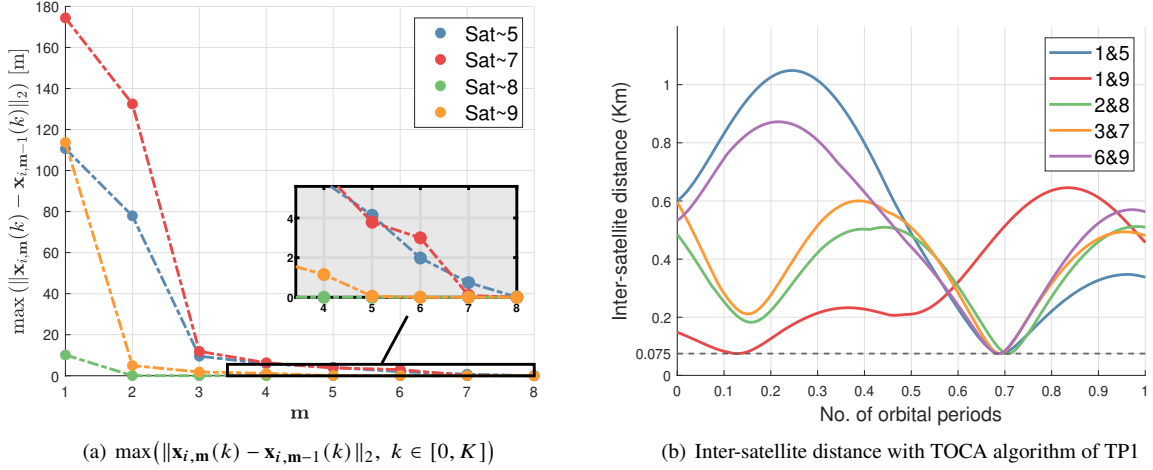 180
160
140
120
100
80
60
40
20
0
max (‖x_{i,m}(k) − x_{i,m−1}(k)‖₂) [m]
Sat~5
Sat~7
Sat~8
Sat~9
4
2
0
4 5 6 7 8
1 2 3 4 5 6 7 8
m
(a) max(‖x_{i,m}(k) − x_{i,m−1}(k)‖₂, k ∈ [0, K])
1.2
1
0.8
0.6
0.4
0.2
0.075
0
Inter-satellite distance (Km)
1&5
1&9
2&8
3&7
6&9
0 0.1 0.2 0.3 0.4 0.5 0.6 0.7 0.8 0.9 1
No. of orbital periods
(b) Inter-satellite distance with TOCA algorithm of TP1